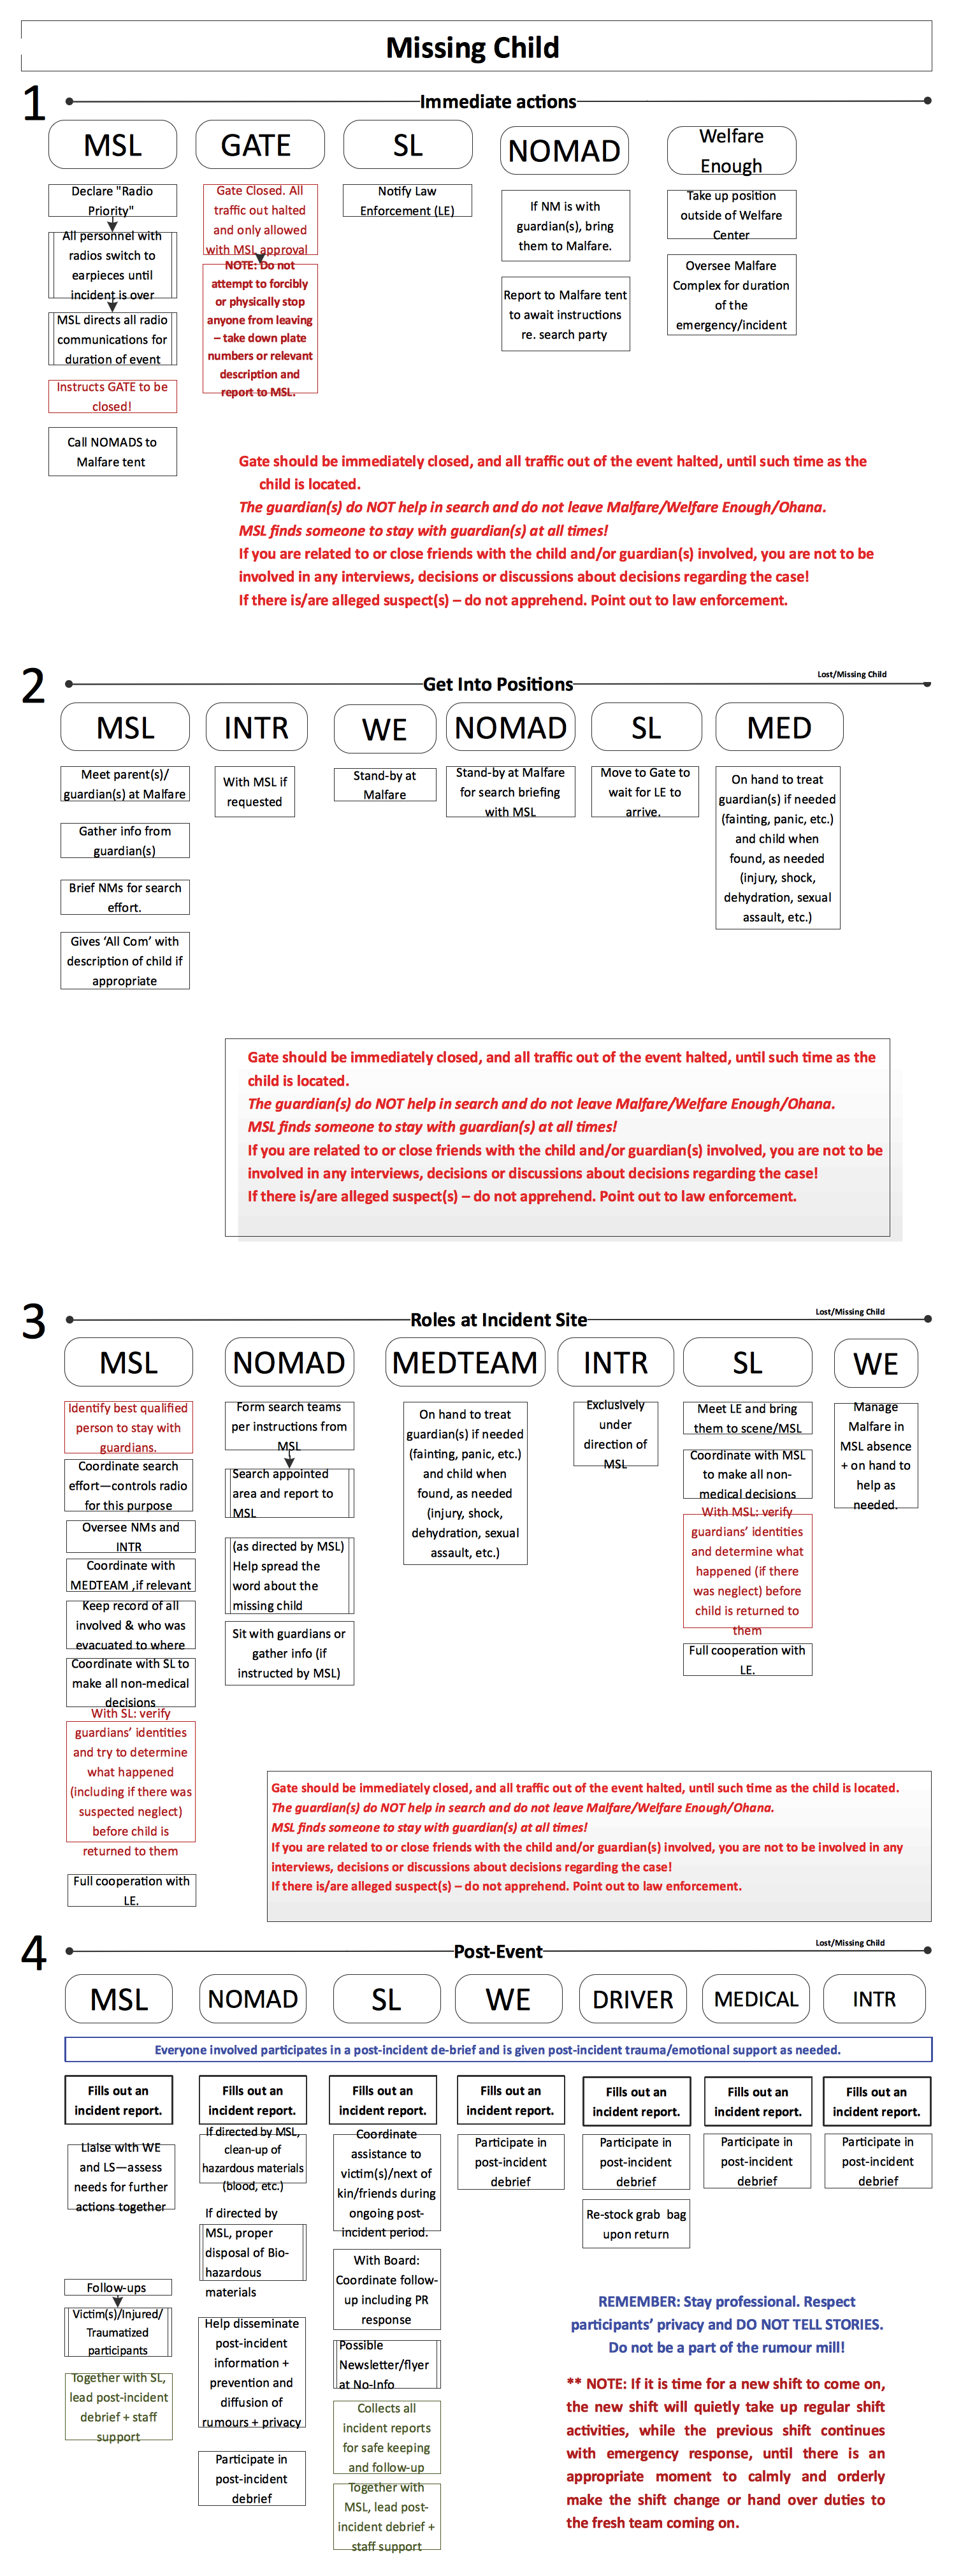 Missing Child
1
Immediate actions
MSL
GATE
SL
NOMAD
Welfare
Enough
Declare "Radio
Priority"
All personnel with
radios switch to
earpieces until
incident is over
MSL directs all radio
communications for
duration of event
Instructs GATE to be
closed!
Call NOMADS to
Malfare tent
Gate Closed. All
traffic out halted
and only allowed
with MSL approval
NOTE: Do not
attempt to forcibly
or physically stop
anyone from leaving
– take down plate
numbers or relevant
description and
report to MSL.
Notify Law
Enforcement (LE)
If NM is with
guardian(s), bring
them to Malfare.
Report to Malfare tent
to await instructions
re. search party
Take up position
outside of Welfare
Center
Oversee Malfare
Complex for duration
of the
emergency/incident
Gate should be immediately closed, and all traffic out of the event halted, until such time as the
child is located.
The guardian(s) do NOT help in search and do not leave Malfare/Welfare Enough/Ohana.
MSL finds someone to stay with guardian(s) at all times!
If you are related to or close friends with the child and/or guardian(s) involved, you are not to be
involved in any interviews, decisions or discussions about decisions regarding the case!
If there is/are alleged suspect(s) – do not apprehend. Point out to law enforcement.
2
Get Into Positions
Lost/Missing Child
MSL
INTR
WE
NOMAD
SL
MED
Meet parent(s)/
guardian(s) at Malfare
Gather info from
guardian(s)
Brief NMs for search
effort.
Gives ‘All Com’ with
description of child if
appropriate
With MSL if
requested
Stand-by at
Malfare
Stand-by at Malfare
for search briefing
with MSL
Move to Gate to
wait for LE to
arrive.
On hand to treat
guardian(s) if needed
(fainting, panic, etc.)
and child when
found, as needed
(injury, shock,
dehydration, sexual
assault, etc.)
Gate should be immediately closed, and all traffic out of the event halted, until such time as the
child is located.
The guardian(s) do NOT help in search and do not leave Malfare/Welfare Enough/Ohana.
MSL finds someone to stay with guardian(s) at all times!
If you are related to or close friends with the child and/or guardian(s) involved, you are not to be
involved in any interviews, decisions or discussions about decisions regarding the case!
If there is/are alleged suspect(s) – do not apprehend. Point out to law enforcement.
3
Roles at Incident Site
Lost/Missing Child
MSL
NOMAD
MEDTEAM
INTR
SL
WE
Identify best qualified
person to stay with
guardians.
Coordinate search
effort—controls radio
for this purpose
Oversee NMs and
INTR
Coordinate with
MEDTEAM ,if relevant
Keep record of all
involved & who was
evacuated to where
Coordinate with SL to
make all non-medical
decisions
With SL: verify
guardians’ identities
and try to determine
what happened
(including if there was
suspected neglect)
before child is
returned to them
Full cooperation with
LE.
Form search teams
per instructions from
MSL
Search appointed
area and report to
MSL
(as directed by MSL)
Help spread the
word about the
missing child
Sit with guardians or
gather info (if
instructed by MSL)
On hand to treat
guardian(s) if needed
(fainting, panic, etc.)
and child when
found, as needed
(injury, shock,
dehydration, sexual
assault, etc.)
Exclusively
under
direction of
MSL
Meet LE and bring
them to scene/MSL
Coordinate with MSL
to make all non-
medical decisions
With MSL: verify
guardians’ identities
and determine what
happened (if there
was neglect) before
child is returned to
them
Full cooperation with
LE.
Manage
Malfare in
MSL absence
+ on hand to
help as
needed.
Gate should be immediately closed, and all traffic out of the event halted, until such time as the child is located.
The guardian(s) do NOT help in search and do not leave Malfare/Welfare Enough/Ohana.
MSL finds someone to stay with guardian(s) at all times!
If you are related to or close friends with the child and/or guardian(s) involved, you are not to be involved in any
interviews, decisions or discussions about decisions regarding the case!
If there is/are alleged suspect(s) – do not apprehend. Point out to law enforcement.
4
Post-Event
Lost/Missing Child
MSL
NOMAD
SL
WE
DRIVER
MEDICAL
INTR
Everyone involved participates in a post-incident de-brief and is given post-incident trauma/emotional support as needed.
Fills out an
incident report.
Liaise with WE
and LS—assess
needs for further
actions together
Follow-ups
Victim(s)/Injured/
Traumatized
participants
Together with SL,
lead post-incident
debrief + staff
support
Fills out an
incident report.
If directed by MSL,
clean-up of
hazardous materials
(blood, etc.)
If directed by
MSL, proper
disposal of Bio-
hazardous
materials
Help disseminate
post-incident
information +
prevention and
diffusion of
rumours + privacy
Participate in
post-incident
debrief
Fills out an
incident report.
Coordinate
assistance to
victim(s)/next of
kin/friends during
ongoing post-
incident period.
With Board:
Coordinate follow-
up including PR
response
Possible
Newsletter/flyer
at No-Info
Collects all
incident reports
for safe keeping
and follow-up
Together with
MSL, lead post-
incident debrief +
staff support
Fills out an
incident report.
Participate in
post-incident
debrief
Fills out an
incident report.
Participate in
post-incident
debrief
Re-stock grab bag
upon return
Fills out an
incident report.
Participate in
post-incident
debrief
Fills out an
incident report.
Participate in
post-incident
debrief
REMEMBER: Stay professional. Respect
participants’ privacy and DO NOT TELL STORIES.
Do not be a part of the rumour mill!
** NOTE: If it is time for a new shift to come on,
the new shift will quietly take up regular shift
activities, while the previous shift continues
with emergency response, until there is an
appropriate moment to calmly and orderly
make the shift change or hand over duties to
the fresh team coming on.